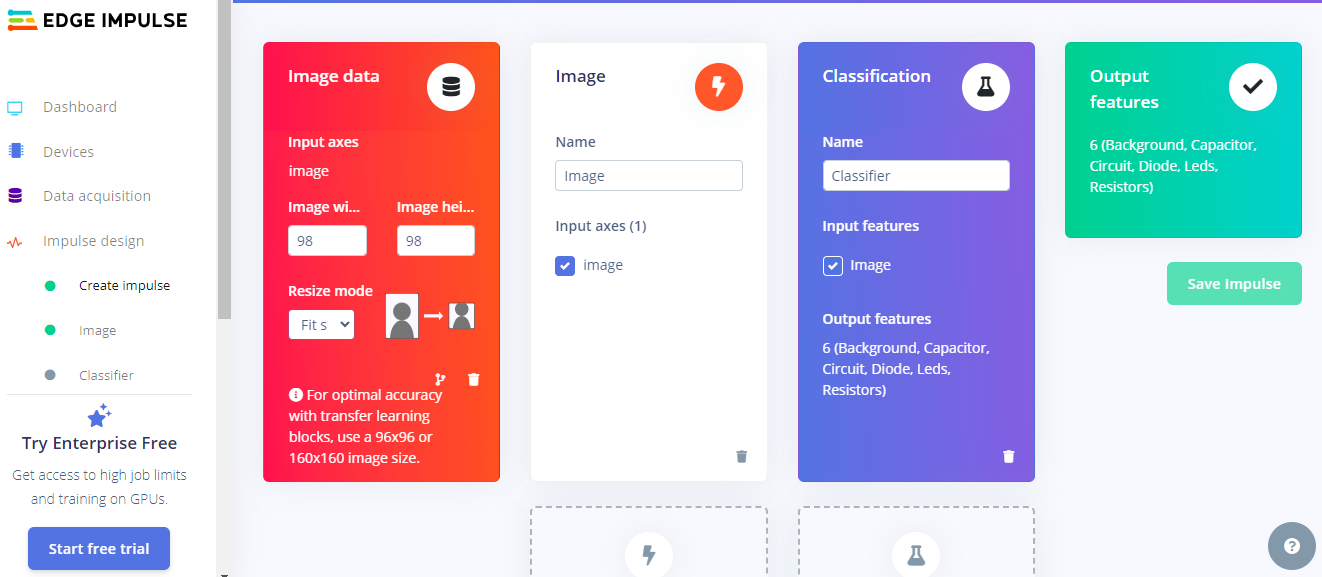 EDGE IMPULSE
Dashboard
Devices
Data acquisition
Impulse design
Create impulse
Image
Classifier
Try Enterprise Free
Get access to high job limits
and training on GPUs.
Start free trial
Image data
Input axes
image
Image wi...
Image hei...
98
98
Resize mode
Fit s
For optimal accuracy
with transfer learning
blocks, use a 96x96 or
160x160 image size.
Image
Name
Image
Input axes (1)
image
Classification
Name
Classifier
Input features
Image
Output features
6 (Background, Capacitor,
Circuit, Diode, Leds,
Resistors)
Output
features
6 (Background, Capacitor,
Circuit, Diode, Leds,
Resistors)
Save Impulse
?